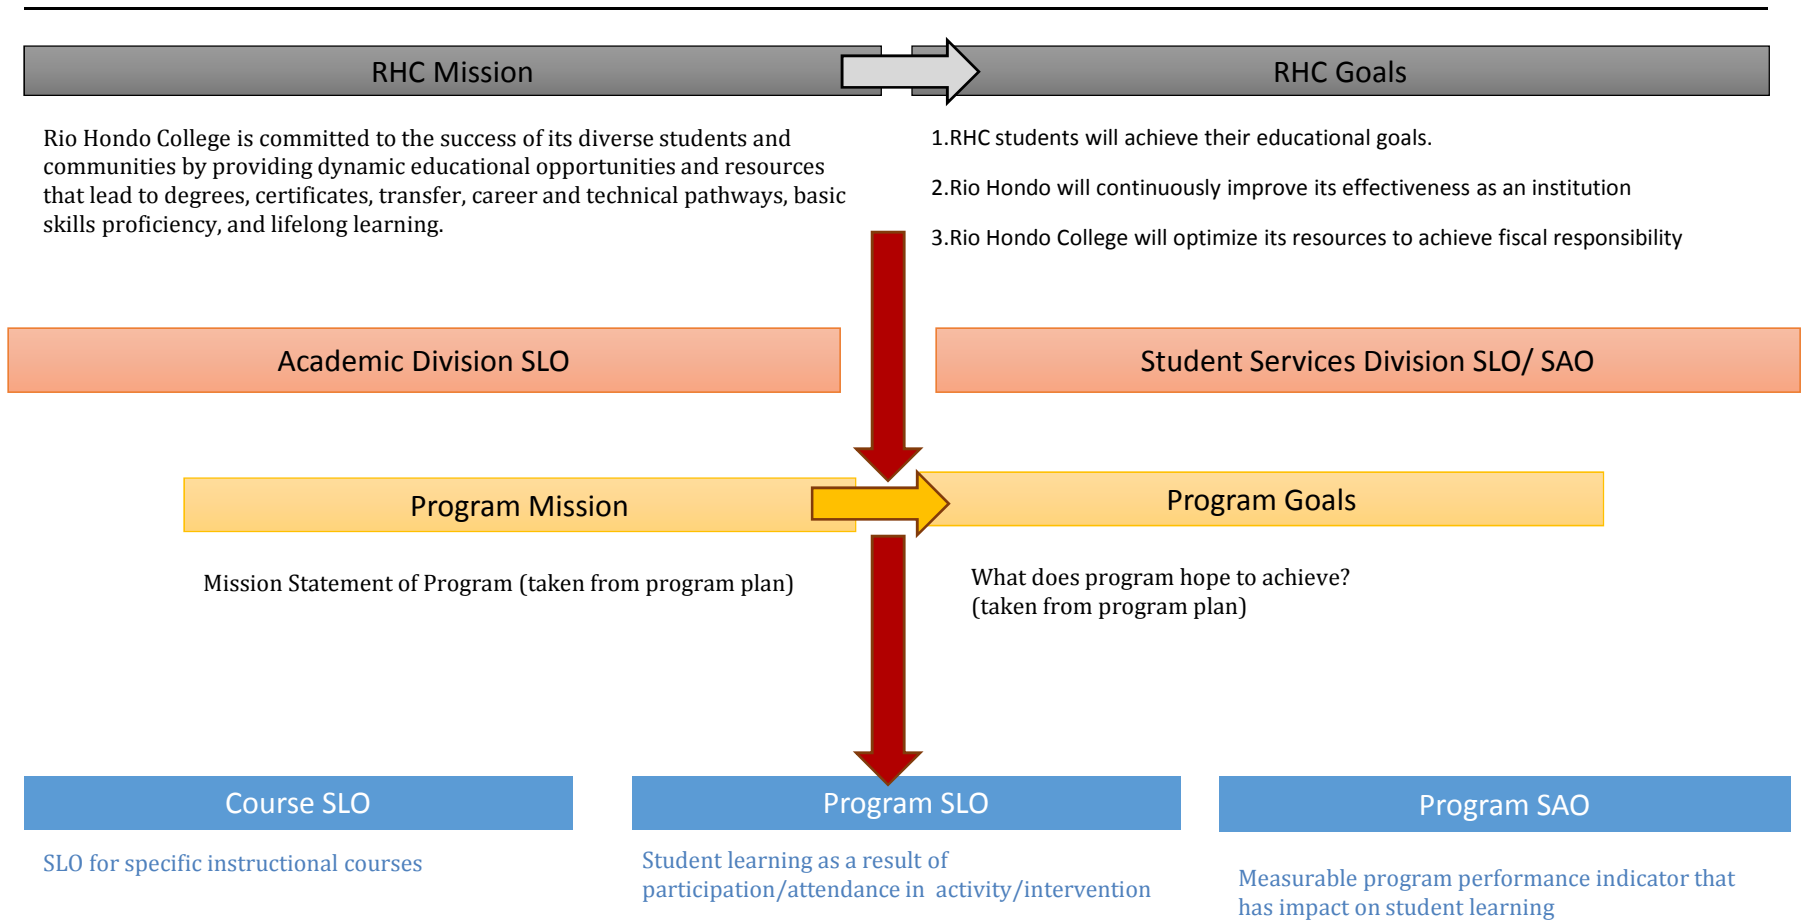 RHC Mission
RHC Goals
Rio Hondo College is committed to the success of its diverse students and
communities by providing dynamic educational opportunities and resources
that lead to degrees, certificates, transfer, career and technical pathways, basic
skills proficiency, and lifelong learning.
1.RHC students will achieve their educational goals.
2.Rio Hondo will continuously improve its effectiveness as an institution
3.Rio Hondo College will optimize its resources to achieve fiscal responsibility
Academic Division SLO
Student Services Division SLO/ SAO
Program Mission
Program Goals
Mission Statement of Program (taken from program plan)
What does program hope to achieve?
(taken from program plan)
Course SLO
Program SLO
Program SAO
SLO for specific instructional courses
Student learning as a result of
participation/attendance in  activity/intervention
Measurable program performance indicator that
has impact on student learning